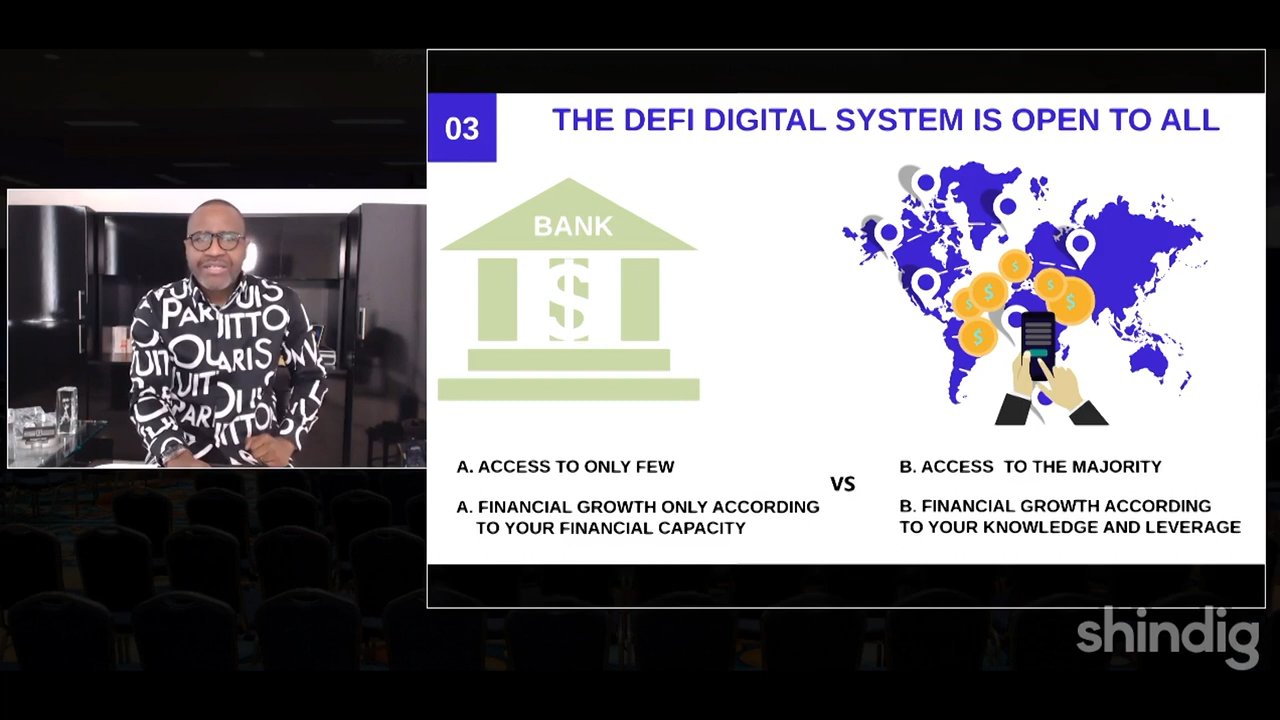 03
THE DEFI DIGITAL SYSTEM IS OPEN TO ALL
BANK
$
$
$
$
$
$
$
A. ACCESS TO ONLY FEW
A. FINANCIAL GROWTH ONLY ACCORDING
TO YOUR FINANCIAL CAPACITY
VS
B. ACCESS TO THE MAJORITY
B. FINANCIAL GROWTH ACCORDING
TO YOUR KNOWLEDGE AND LEVERAGE
shindig